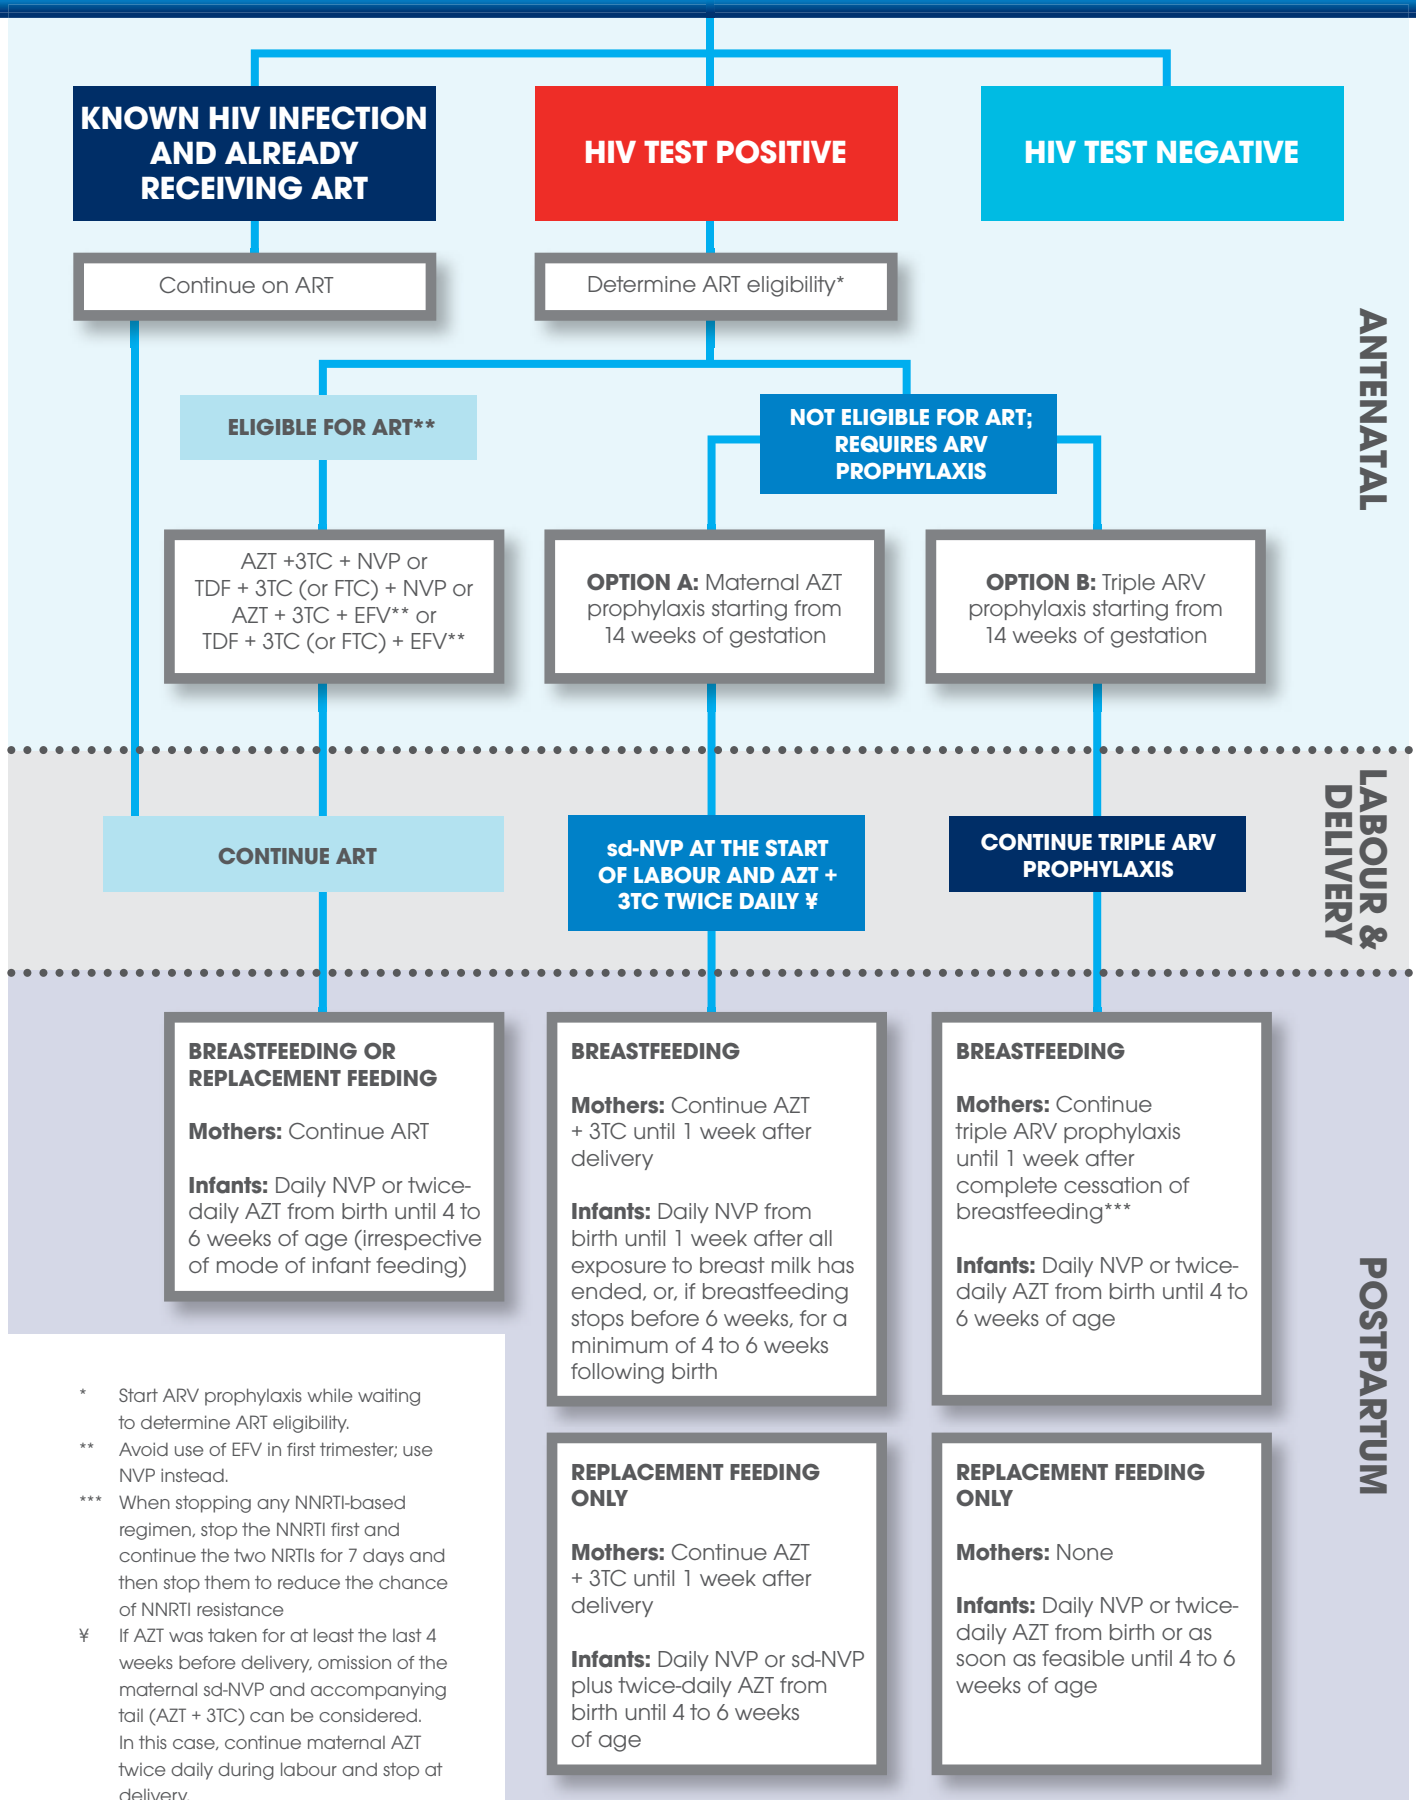 KNOWN HIV INFECTION
AND ALREADY
RECEIVING ART
HIV TEST POSITIVE
HIV TEST NEGATIVE
Continue on ART
Determine ART eligibility*
ANTENATAL
ELIGIBLE FOR ART**
NOT ELIGIBLE FOR ART;
REQUIRES ARV
PROPHYLAXIS
AZT +3TC + NVP or
TDF + 3TC (or FTC) + NVP or
AZT + 3TC + EFV** or
TDF + 3TC (or FTC) + EFV**
OPTION A: Maternal AZT
prophylaxis starting from
14 weeks of gestation
OPTION B: Triple ARV
prophylaxis starting from
14 weeks of gestation
LABOUR &
DELIVERY
CONTINUE ART
sd-NVP AT THE START
OF LABOUR AND AZT +
3TC TWICE DAILY ¥
CONTINUE TRIPLE ARV
PROPHYLAXIS
BREASTFEEDING OR
REPLACEMENT FEEDING
Mothers: Continue ART
Infants: Daily NVP or twice-
daily AZT from birth until 4 to
6 weeks of age (irrespective
of mode of infant feeding)
BREASTFEEDING
Mothers: Continue AZT
+ 3TC until 1 week after
delivery
Infants: Daily NVP from
birth until 1 week after all
exposure to breast milk has
ended, or, if breastfeeding
stops before 6 weeks, for a
minimum of 4 to 6 weeks
following birth
BREASTFEEDING
Mothers: Continue
triple ARV prophylaxis
until 1 week after
complete cessation of
breastfeeding***
Infants: Daily NVP or twice-
daily AZT from birth until 4 to
6 weeks of age
POSTPARTUM
* Start ARV prophylaxis while waiting
to determine ART eligibility.
** Avoid use of EFV in first trimester; use
NVP instead.
*** When stopping any NNRTI-based
regimen, stop the NNRTI first and
continue the two NRTIs for 7 days and
then stop them to reduce the chance
of NNRTI resistance
¥ If AZT was taken for at least the last 4
weeks before delivery, omission of the
maternal sd-NVP and accompanying
tail (AZT + 3TC) can be considered.
In this case, continue maternal AZT
twice daily during labour and stop at
delivery.
REPLACEMENT FEEDING
ONLY
Mothers: Continue AZT
+ 3TC until 1 week after
delivery
Infants: Daily NVP or sd-NVP
plus twice-daily AZT from
birth until 4 to 6 weeks
of age
REPLACEMENT FEEDING
ONLY
Mothers: None
Infants: Daily NVP or twice-
daily AZT from birth or as
soon as feasible until 4 to 6
weeks of age